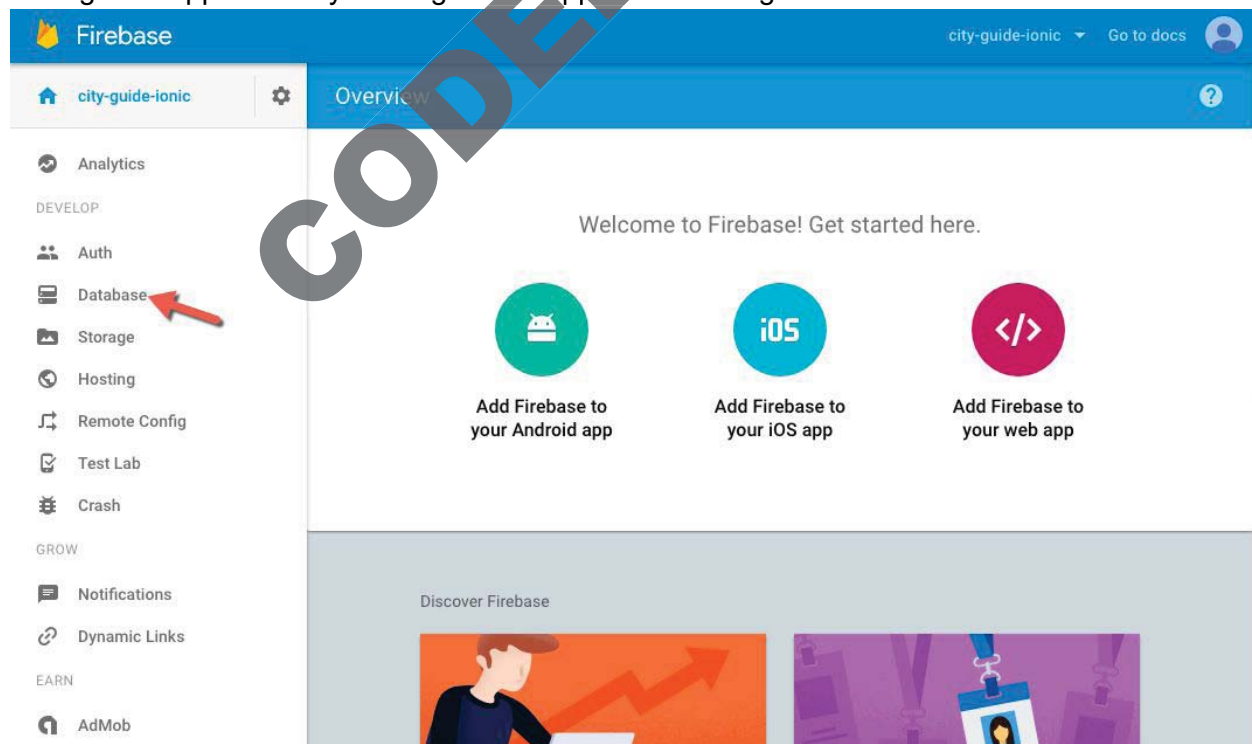 Firebase
city-guide-ionic
Go to docs
city-guide-ionic
Overview
?
Analytics
DEVELOP
Auth
Database
Storage
Hosting
Remote Config
Test Lab
Crash
GROW
Notifications
Dynamic Links
EARN
AdMob
Welcome to Firebase! Get started here.
iOS
</>
Add Firebase to
your Android app
Add Firebase to
your iOS app
Add Firebase to
your web app
Discover Firebase